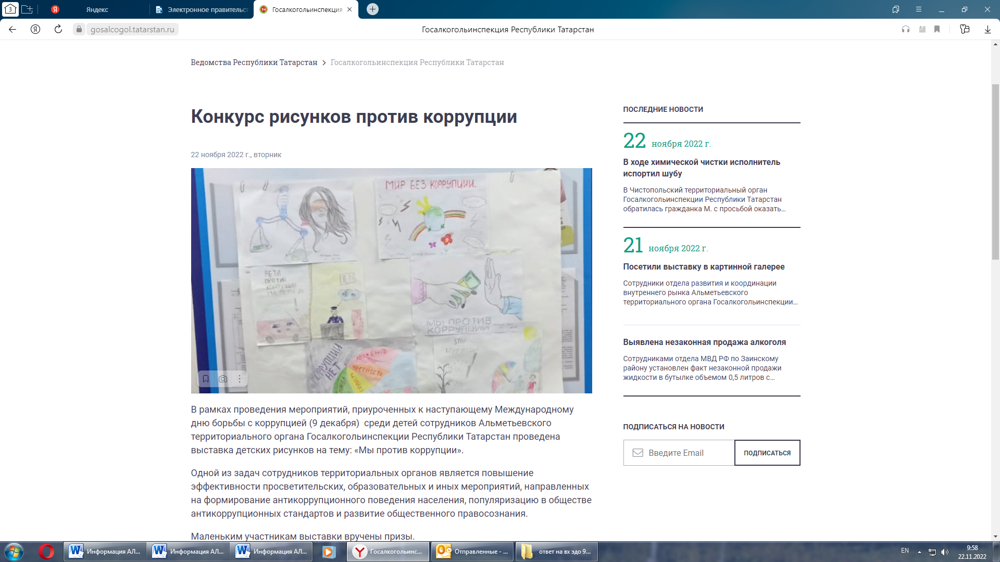 3
Яндекс
Электронное правительст
Госалкогольинспекция
gosalcogol.tatarstan.ru
Госалкогольинспекция Республики Татарстан
Ведомства Республики Татарстан
Госалкогольинспекция Республики Татарстан
Конкурс рисунков против коррупции
22 ноября 2022 г., вторник
МИР БЕЗ КОРРУПЦИИ.
ПРОТИВ
МЫ ПРОТИВ
КОРРУПЦИИ
STOP
КОРРУПЦИИ
НЕТ
УВАЖЕНИЕ
ЧЕСТНОСТЬ
В рамках проведения мероприятий, приуроченных к наступающему Международному
дню борьбы с коррупцией (9 декабря)  среди детей сотрудников Альметьевского
территориального органа Госалкогольинспекции Республики Татарстан проведена
выставка детских рисунков на тему: «Мы против коррупции».
Одной из задач сотрудников территориальных органов является повышение
эффективности просветительских, образовательных и иных мероприятий, направленных
на формирование антикоррупционного поведения населения, популяризацию в обществе
антикоррупционных стандартов и развитие общественного правосознания.
Маленьким участникам выставки вручены призы.
ПОСЛЕДНИЕ НОВОСТИ
22 ноября 2022 г.
В ходе химической чистки исполнитель
испортил шубу
В Чистопольский территориальный орган
Госалкогольинспекции Республики Татарстан
обратилась гражданка М. с просьбой оказать…
21 ноября 2022 г.
Посетили выставку в картинной галерее
Сотрудники отдела развития и координации
внутреннего рынка Альметьевского
территориального органа Госалкогольинспекции…
Выявлена незаконная продажа алкоголя
Сотрудниками отдела МВД РФ по Заинскому
району установлен факт незаконной продажи
жидкости в бутылке объемом 0,5 литров с…
ПОДПИСАТЬСЯ НА НОВОСТИ
Введите Email
ПОДПИСАТЬСЯ
Информация АЛ...
Информация АЛ...
Информация АЛ...
Госалкогольинс...
Отправленные - ...
ответ на вх эдо 9...
EN
9:58
22.11.2022